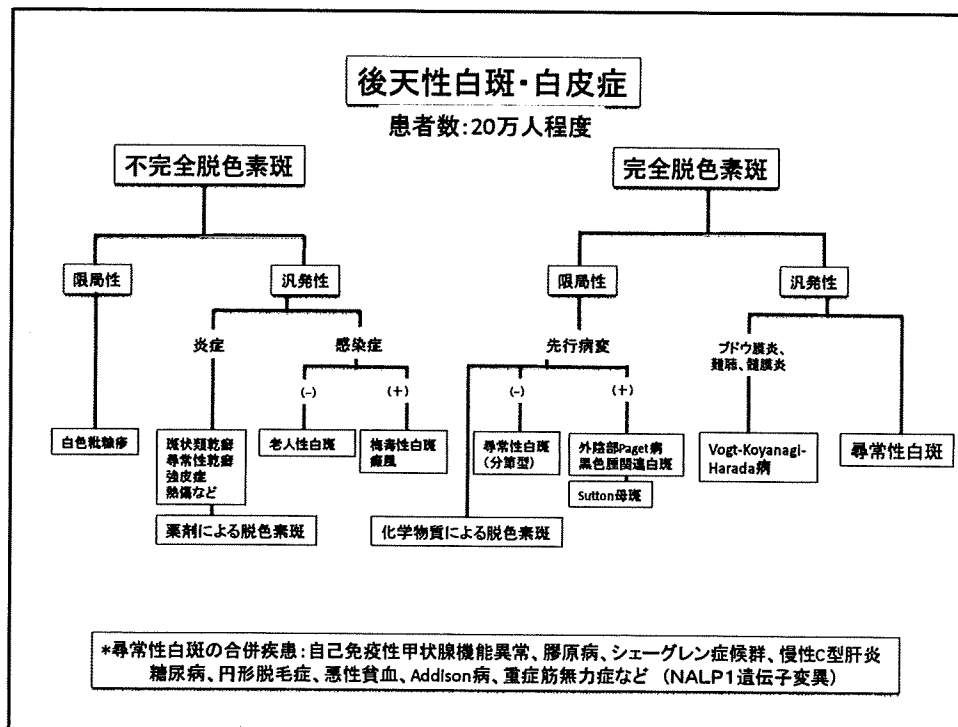 後天性白斑・白皮症
患者数:20万人程度
不完全脱色素斑
完全脱色素斑
限局性
汎発性
限局性
汎発性
炎症
感染症
先行病変
ブドウ膜炎、
難聴、髄膜炎
(-)
(+)
(-)
(+)
白色粃糠疹
斑状類乾癬
尋常性乾癬
強皮症
熱傷など
老人性白斑
梅毒性白斑
癜風
尋常性白斑
(分節型)
外陰部Paget病
黒色腫関連白斑
Sutton母斑
Vogt-Koyanagi-
Harada病
尋常性白斑
薬剤による脱色素斑
化学物質による脱色素斑
*尋常性白斑の合併疾患:自己免疫性甲状腺機能異常、膠原病、シェーグレン症候群、慢性C型肝炎
糖尿病、円形脱毛症、悪性貧血、Addison病、重症筋無力症など (NALP1遺伝子変異)